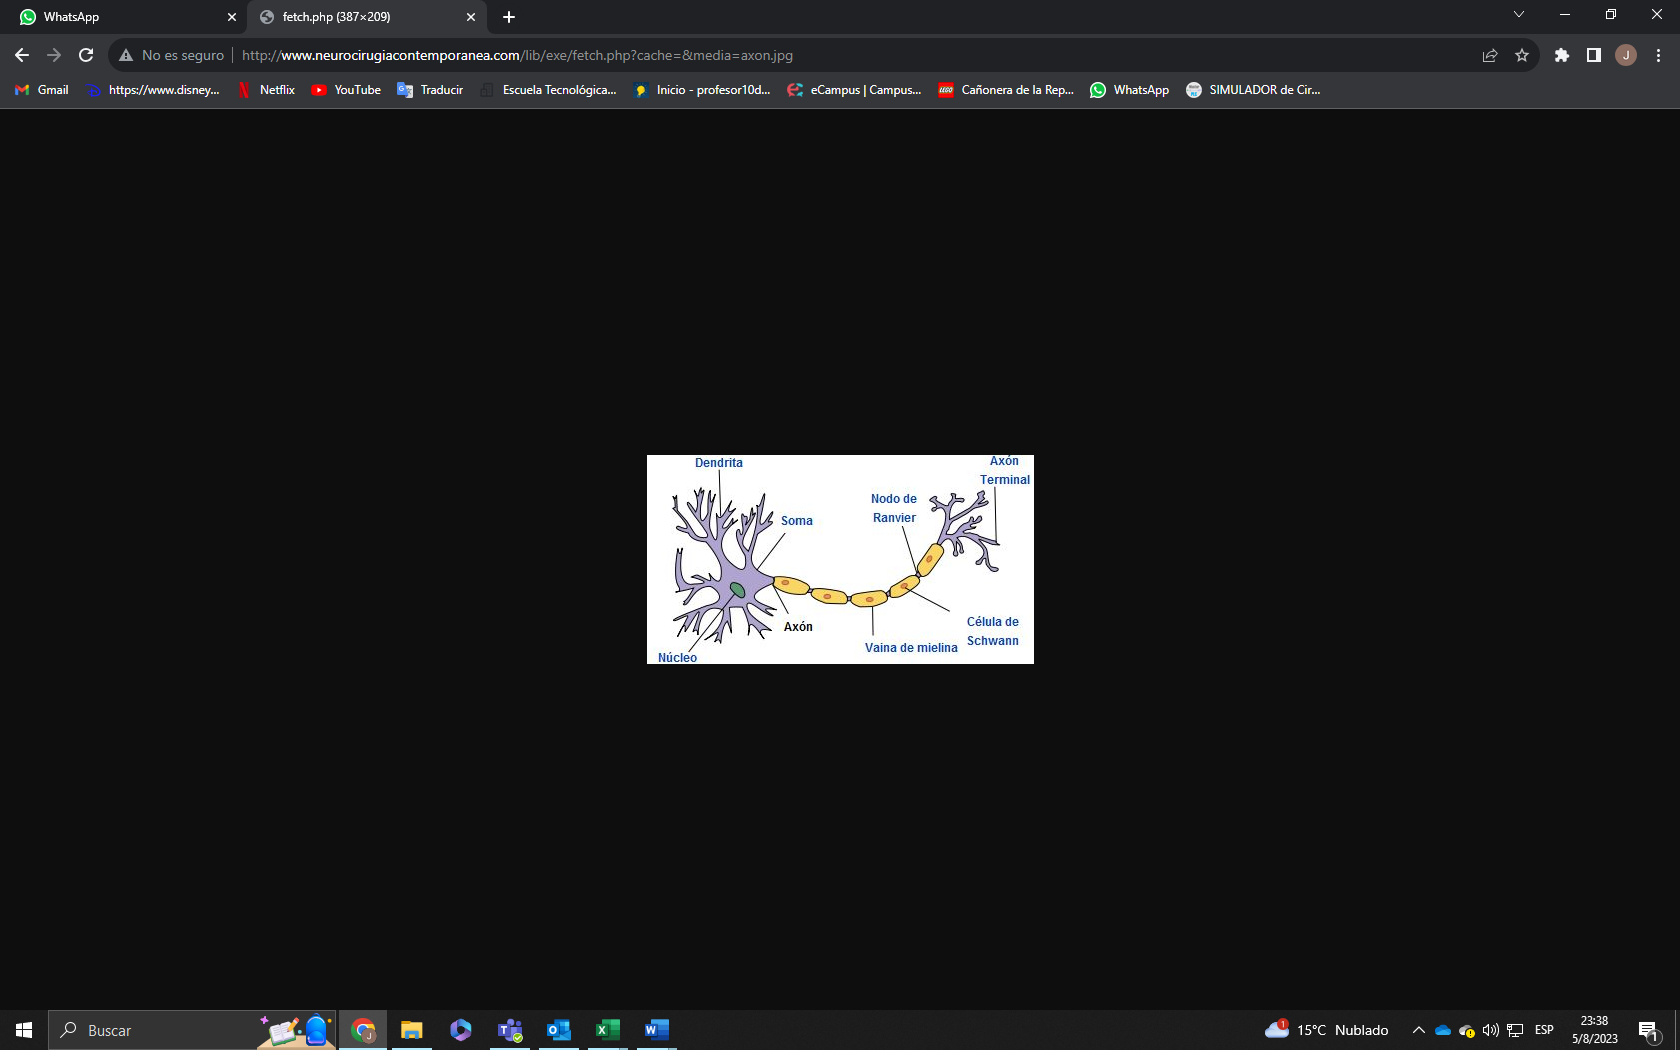 WhatsApp
fetch.php (387×209)
No es seguro
http://www.neurocirugiacontemporanea.com/lib/exe/fetch.php?cache=&media=axon.jpg
J
Gmail
https://www.disney...
Netflix
YouTube
Traducir
Escuela Tecnológica...
Inicio - profesor10d...
eCampus | Campus...
LEGO
Cañonera de la Rep...
WhatsApp
SIMULADOR de Cir...
Dendrita
Axón
Terminal
Nodo de
Ranvier
Soma
Axón
Célula de
Schwann
Vaina de mielina
Núcleo
Buscar
1
15°C Nublado
ESP
23:38
5/8/2023
1